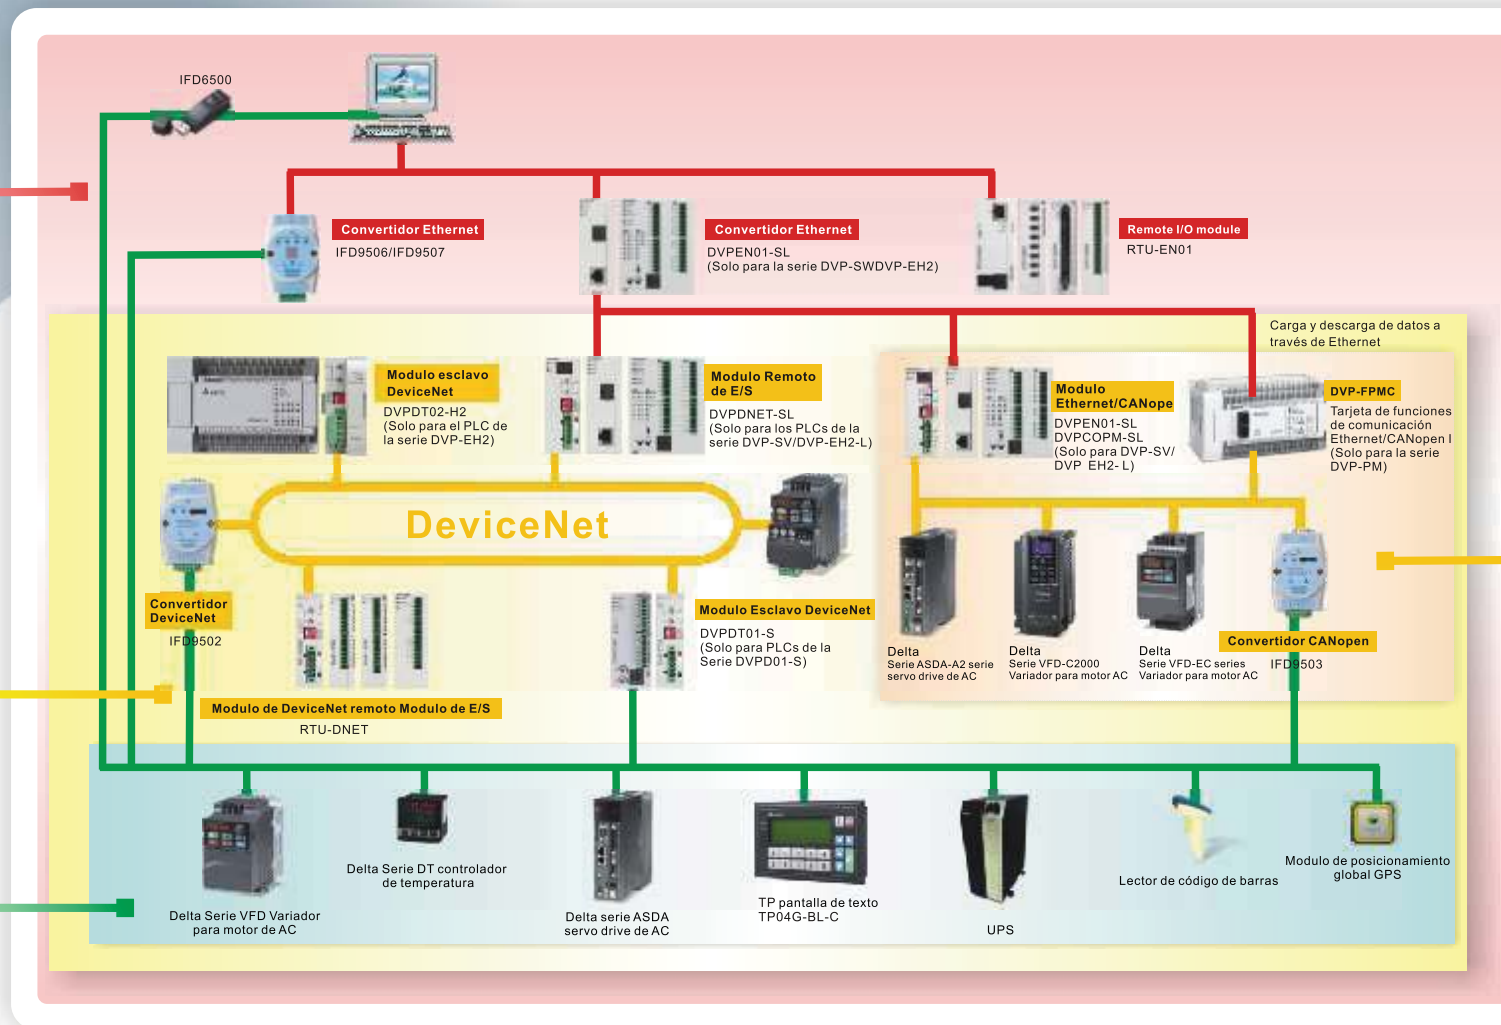 IFD6500
Convertidor Ethernet
IFD9506/IFD9507
Convertidor Ethernet
DVPEN01-SL
(Solo para la serie DVP-SWDVP-EH2)
Remote I/O module
RTU-EN01
Carga y descarga de datos a
través de Ethernet
Modulo esclavo
DeviceNet
DVPDT02-H2
(Solo para el PLC de
la serie DVP-EH2)
Modulo Remoto
de E/S
DVPDNET-SL
(Solo para los PLCs de la
serie DVP-SV/DVP-EH2-L)
Modulo
Ethernet/CANope
DVPEN01-SL
DVPCOPM-SL
(Solo para DVP-SV/
DVP EH2- L)
DVP-FPMC
Tarjeta de funciones
de comunicación
Ethernet/CANopen I
(Solo para la serie
DVP-PM)
DeviceNet
Convertidor
DeviceNet
IFD9502
Modulo de DeviceNet remoto Modulo de E/S
RTU-DNET
Modulo Esclavo DeviceNet
DVPDT01-S
(Solo para PLCs de la
Serie DVPD01-S)
Delta
Serie ASDA-A2 serie
servo drive de AC
Delta
Serie VFD-C2000
Variador para motor AC
Delta
Serie VFD-EC series
Variador para motor AC
Convertidor CANopen
IFD9503
Delta Serie VFD Variador
para motor de AC
Delta Serie DT controlador
de temperatura
Delta serie ASDA
servo drive de AC
TP pantalla de texto
TP04G-BL-C
UPS
Lector de código de barras
Modulo de posicionamiento
global GPS